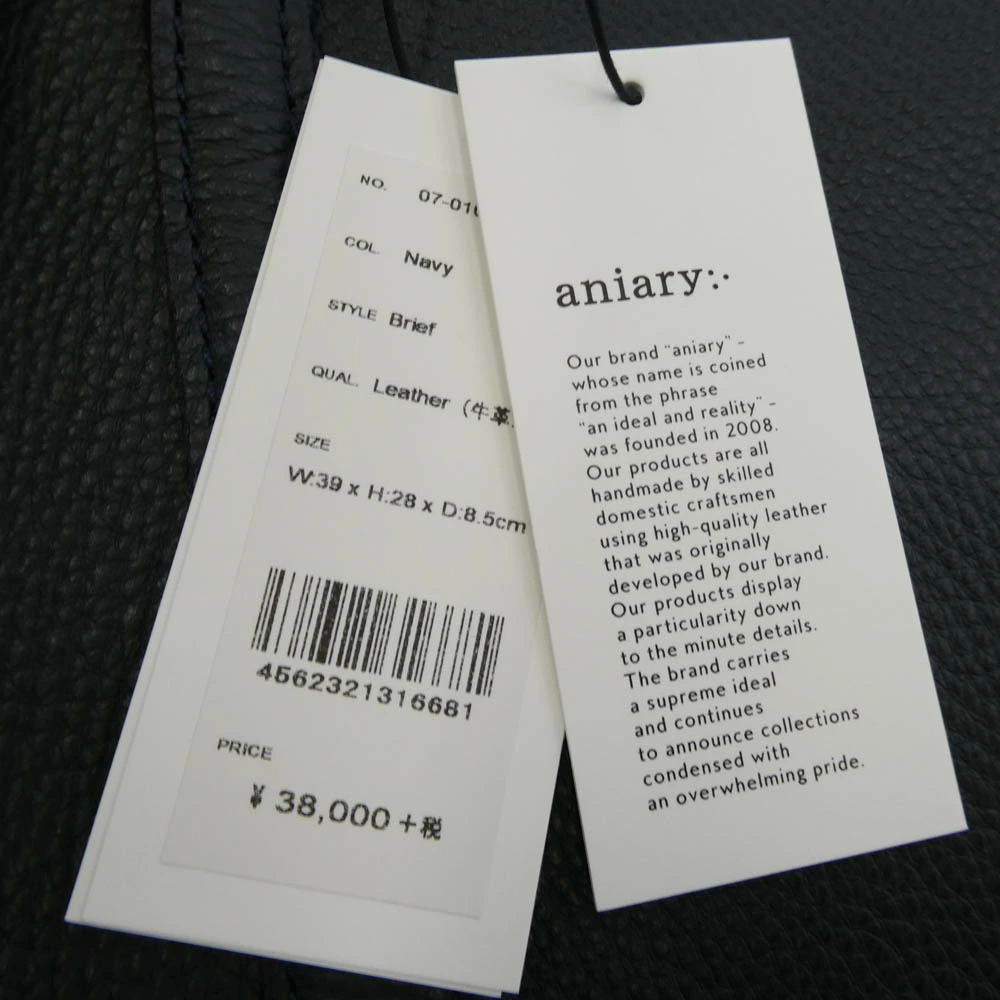 NO. 07-01
COL. Navy
STYLE Brief
QUAL. Leather (牛革
SIZE
W:39 x H:28 x D:8.5cm
4562321316681
PRICE
¥ 38,000 +税
aniary:.
Our brand "aniary" –
whose name is coined
from the phrase
"an ideal and reality" –
was founded in 2008.
Our products are all
handmade by skilled
domestic craftsmen
using high-quality leather
that was originally
developed by our brand.
Our products display
a particularity down
to the minute details.
The brand carries
a supreme ideal
and continues
to announce collections
condensed with
an overwhelming pride.